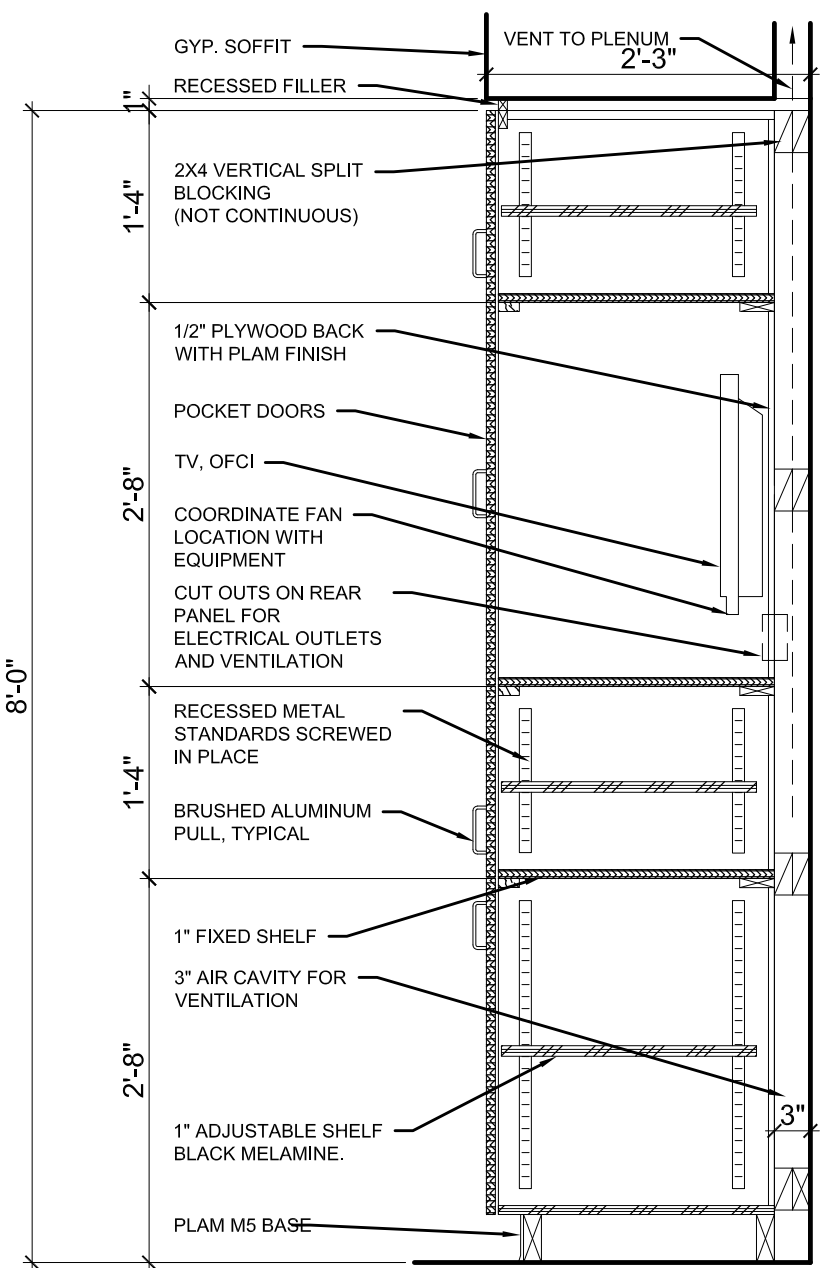 GYP. SOFFIT
VENT TO PLENUM
2'-3"
RECESSED FILLER
1"
2X4 VERTICAL SPLIT
BLOCKING
(NOT CONTINUOUS)
1'-4"
1/2" PLYWOOD BACK
WITH PLAM FINISH
POCKET DOORS
TV, OFCI
2'-8"
COORDINATE FAN
LOCATION WITH
EQUIPMENT
CUT OUTS ON REAR
PANEL FOR
ELECTRICAL OUTLETS
AND VENTILATION
8'-0"
RECESSED METAL
STANDARDS SCREWED
IN PLACE
1'-4"
BRUSHED ALUMINUM
PULL, TYPICAL
1" FIXED SHELF
3" AIR CAVITY FOR
VENTILATION
2'-8"
3"
1" ADJUSTABLE SHELF
BLACK MELAMINE.
PLAM M5 BASE